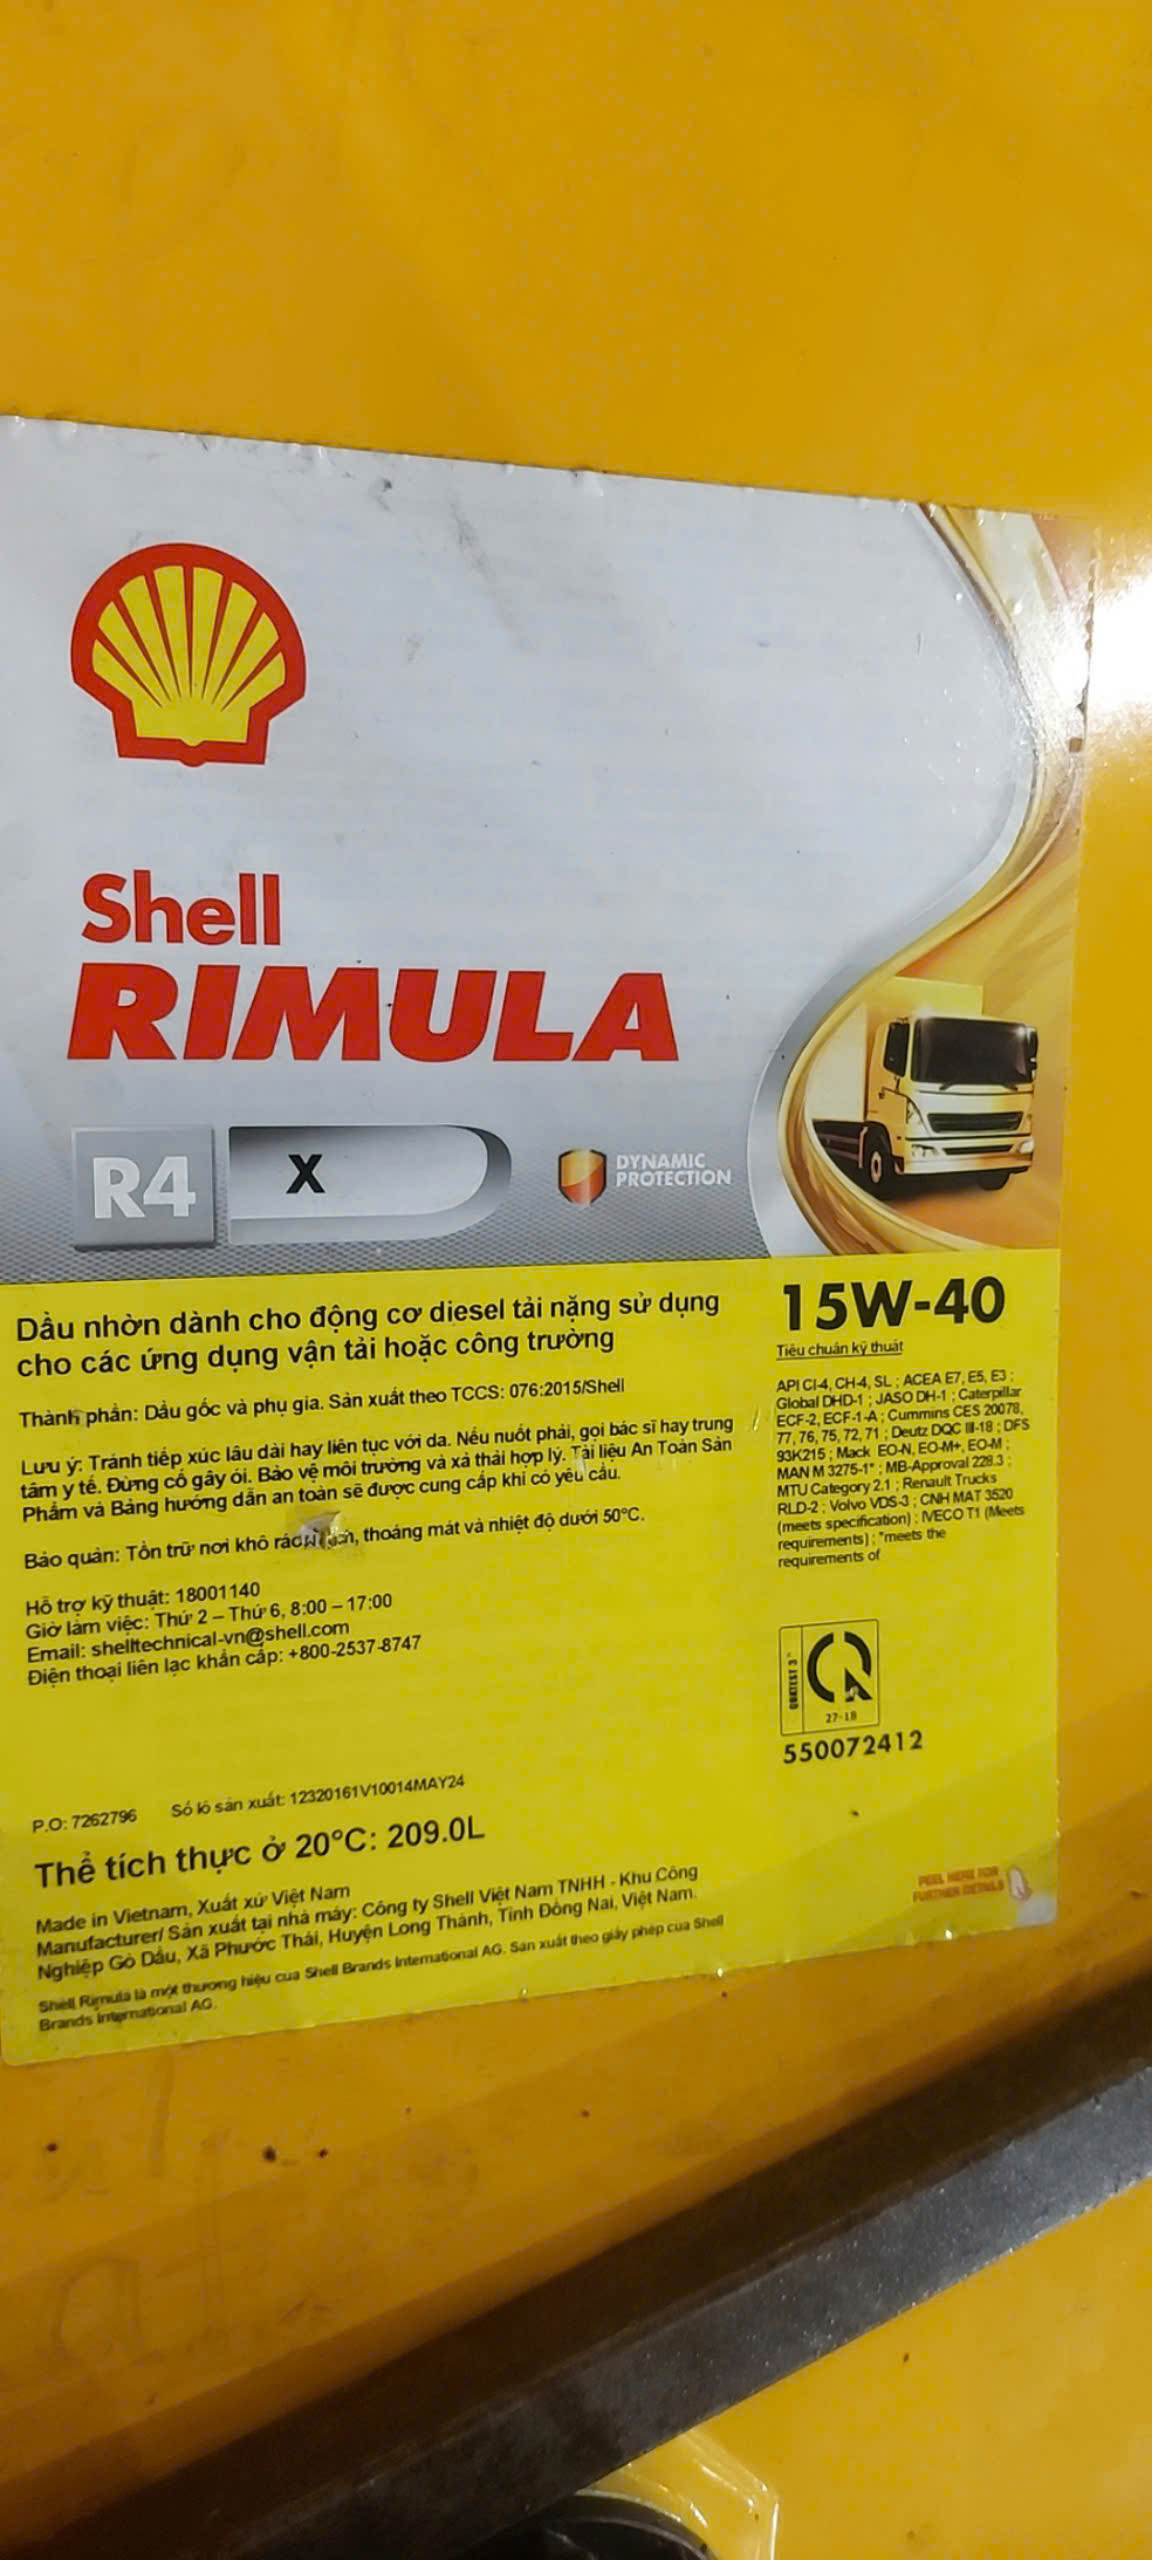 Shell
RIMULA
R4 X
DYNAMIC
PROTECTION
Dầu nhờn dành cho động cơ diesel tải nặng sử dụng
cho các ứng dụng vận tải hoặc công trường
Thành phần: Dầu gốc và phụ gia. Sản xuất theo TCCS: 076:2015/Shell
Lưu ý: Tránh tiếp xúc lâu dài hay liên tục với da. Nếu nuốt phải, gọi bác sĩ hay trung
tâm y tế. Đừng cố gây ói. Bảo vệ môi trường và xả thải hợp lý. Tài liệu An Toàn Sản
Phẩm và Bảng hướng dẫn an toàn sẽ được cung cấp khi có yêu cầu.
Bảo quản: Tồn trữ nơi khô thoáng mát và nhiệt độ dưới 50°C.
Hỗ trợ kỹ thuật: 18001140
Giờ làm việc: Thứ 2 – Thứ 6, 8:00 – 17:00
Email: shelltechnical-vn@shell.com
Điện thoại liên lạc khẩn cấp: +800-2537-8747
P.O: 7262796 Số lô sản xuất: 12320161V10014MAY24
Thể tích thực ở 20°C: 209.0L
Made in Vietnam, Xuất xứ Việt Nam
Manufacturer/ Sản xuất tại nhà máy: Công ty Shell Việt Nam TNHH - Khu Công
Nghiệp Gò Dầu, Xã Phước Thái, Huyện Long Thành, Tỉnh Đồng Nai, Việt Nam.
Shell Rimula là một thương hiệu của Shell Brands International AG. Sản xuất theo giấy phép của Shell
Brands International AG.
15W-40
Tiêu chuẩn kỹ thuật
API CI-4, CH-4, SL ; ACEA E7, E5, E3 ;
Global DHD-1 ; JASO DH-1 ; Caterpillar
ECF-2, ECF-1-A ; Cummins CES 20078,
77, 76, 75, 72, 71 ; Deutz DQC III-18 ; DFS
93K215 ; Mack EO-N, EO-M+, EO-M ;
MAN M 3275-1* ; MB-Approval 228.3 ;
MTU Category 2.1 ; Renault Trucks
RLD-2 ; Volvo VDS-3 ; CNH MAT 3520
(meets specification) ; IVECO T1 (Meets
requirements) ; *meets the
requirements of
QUATEST 3
27-18
550072412
PEEL HERE FOR
FURTHER DETAILS